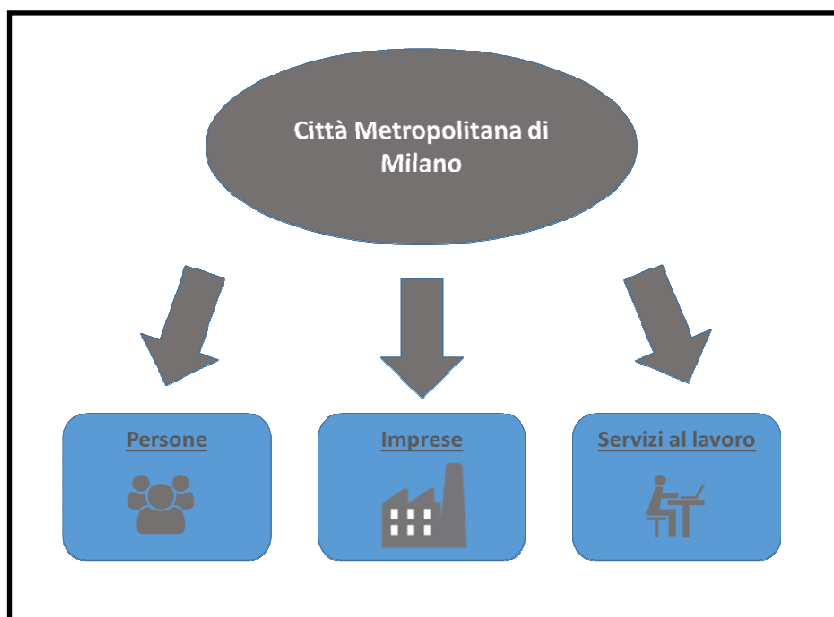 Città Metropolitana di
Milano
Persone
Imprese
Servizi al lavoro